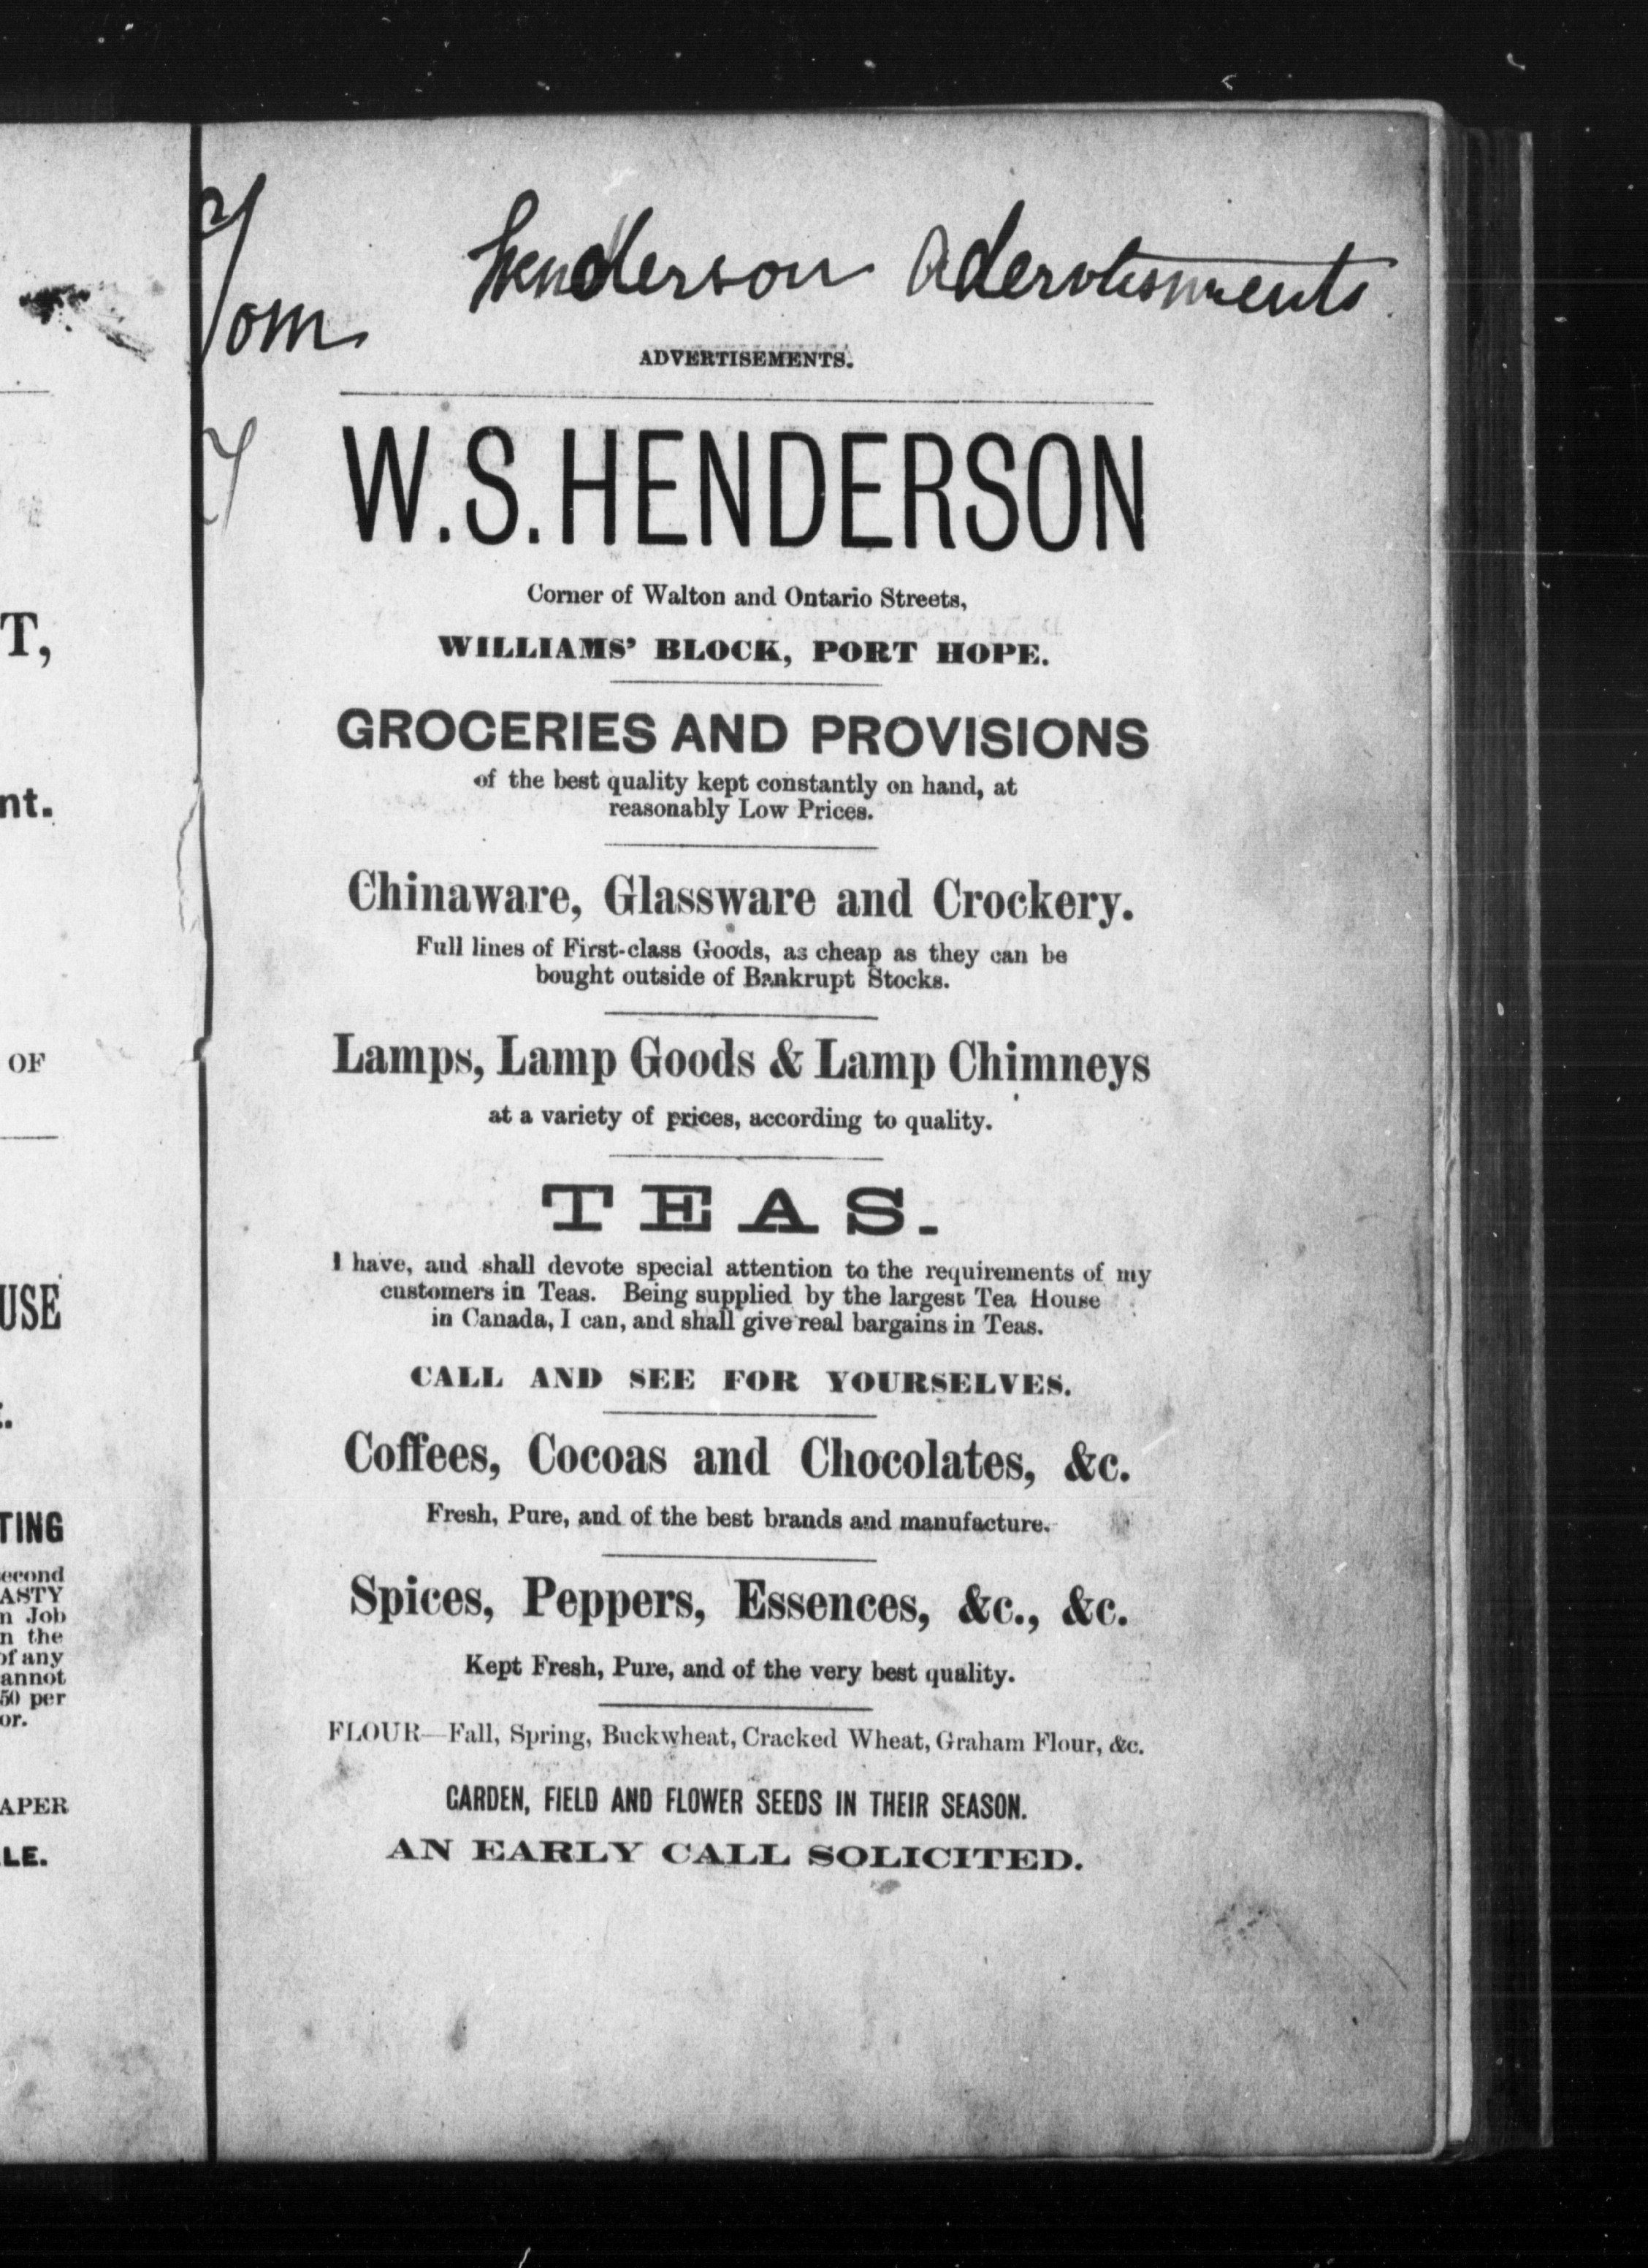 T,
nt.
OF
USE
TING
econd
ASTY
n Job
n the
of any
annot
50 per
or.
APER
LE.
om Henderson Adervtisments
ADVERTISEMENTS.
W. S. HENDERSON
Corner of Walton and Ontario Streets,
WILLIAMS' BLOCK, PORT HOPE.
GROCERIES AND PROVISIONS
of the best quality kept constantly on hand, at
reasonably Low Prices.
Chinaware, Glassware and Crockery.
Full lines of First-class Goods, as cheap as they can be
bought outside of Bankrupt Stocks.
Lamps, Lamp Goods & Lamp Chimneys
at a variety of prices, according to quality.
TEAS.
I have, and shall devote special attention to the requirements of my
customers in Teas. Being supplied by the largest Tea House
in Canada, I can, and shall give real bargains in Teas.
CALL AND SEE FOR YOURSELVES.
Coffees, Cocoas and Chocolates, &c.
Fresh, Pure, and of the best brands and manufacture.
Spices, Peppers, Essences, &c., &c.
Kept Fresh, Pure, and of the very best quality.
FLOUR—Fall, Spring, Buckwheat, Cracked Wheat, Graham Flour, &c.
GARDEN, FIELD AND FLOWER SEEDS IN THEIR SEASON.
AN EARLY CALL SOLICITED.